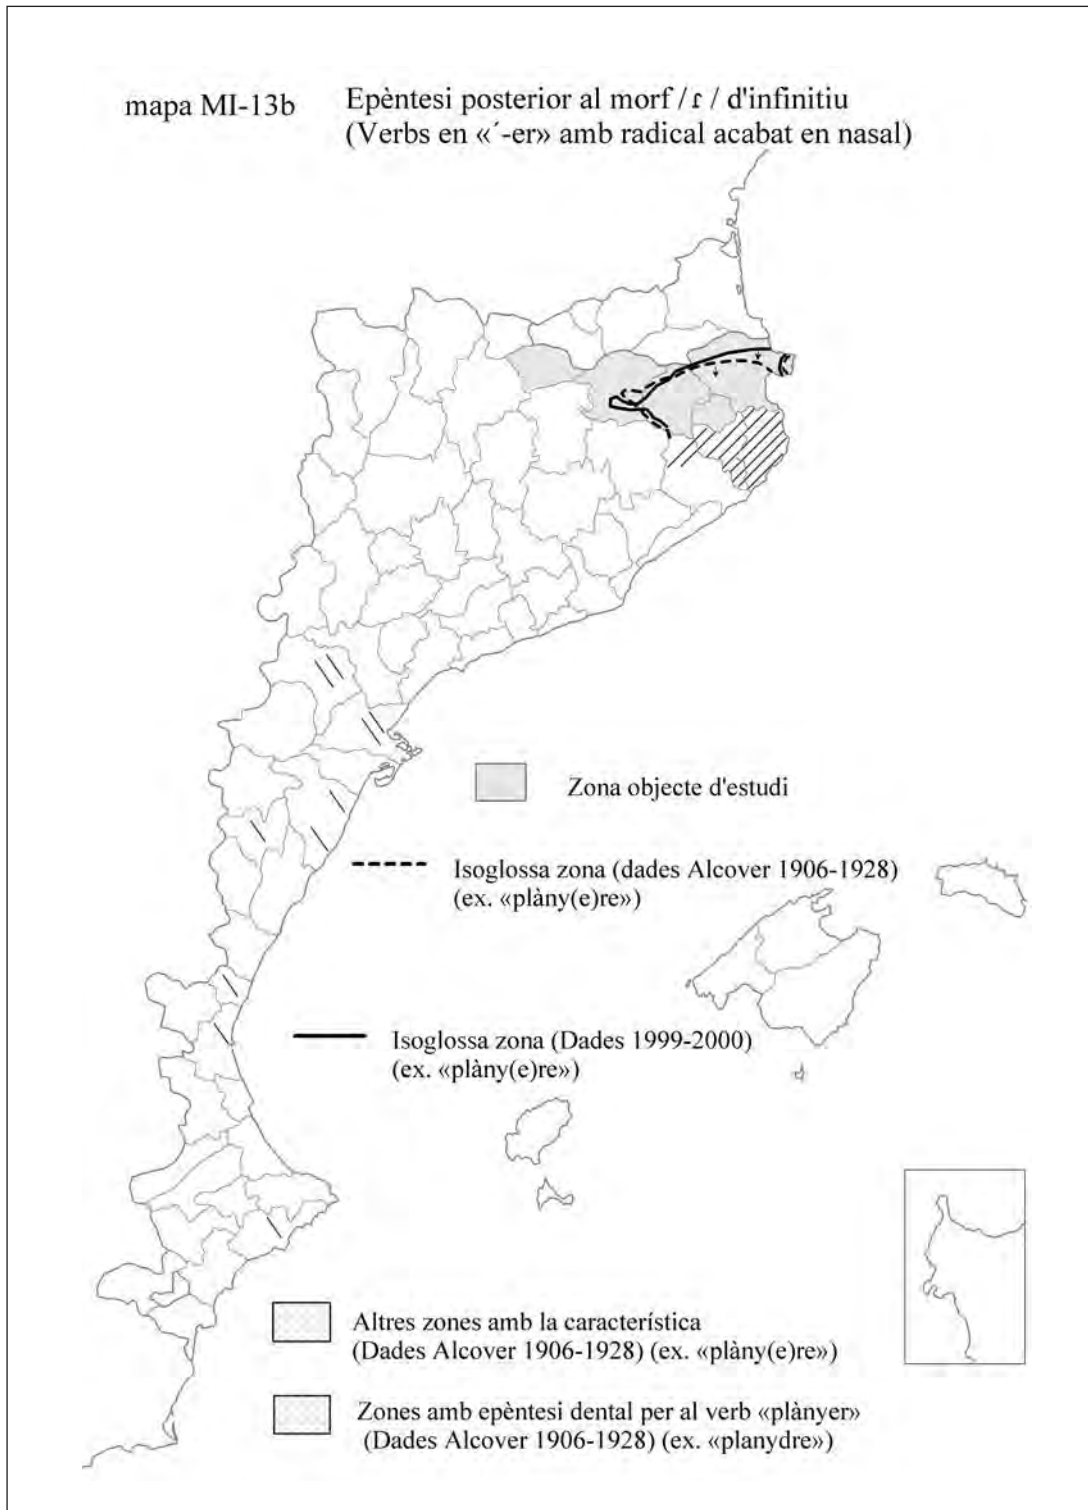 mapa MI-13b
Epèntesi posterior al morf /ɾ / d'infinitiu
(Verbs en «´-er» amb radical acabat en nasal)
Zona objecte d'estudi
Isoglossa zona (dades Alcover 1906-1928)
(ex. «plàny(e)re»)
Isoglossa zona (Dades 1999-2000)
(ex. «plàny(e)re»)
Altres zones amb la característica
(Dades Alcover 1906-1928) (ex. «plàny(e)re»)
Zones amb epèntesi dental per al verb «plànyer»
(Dades Alcover 1906-1928) (ex. «planydre»)